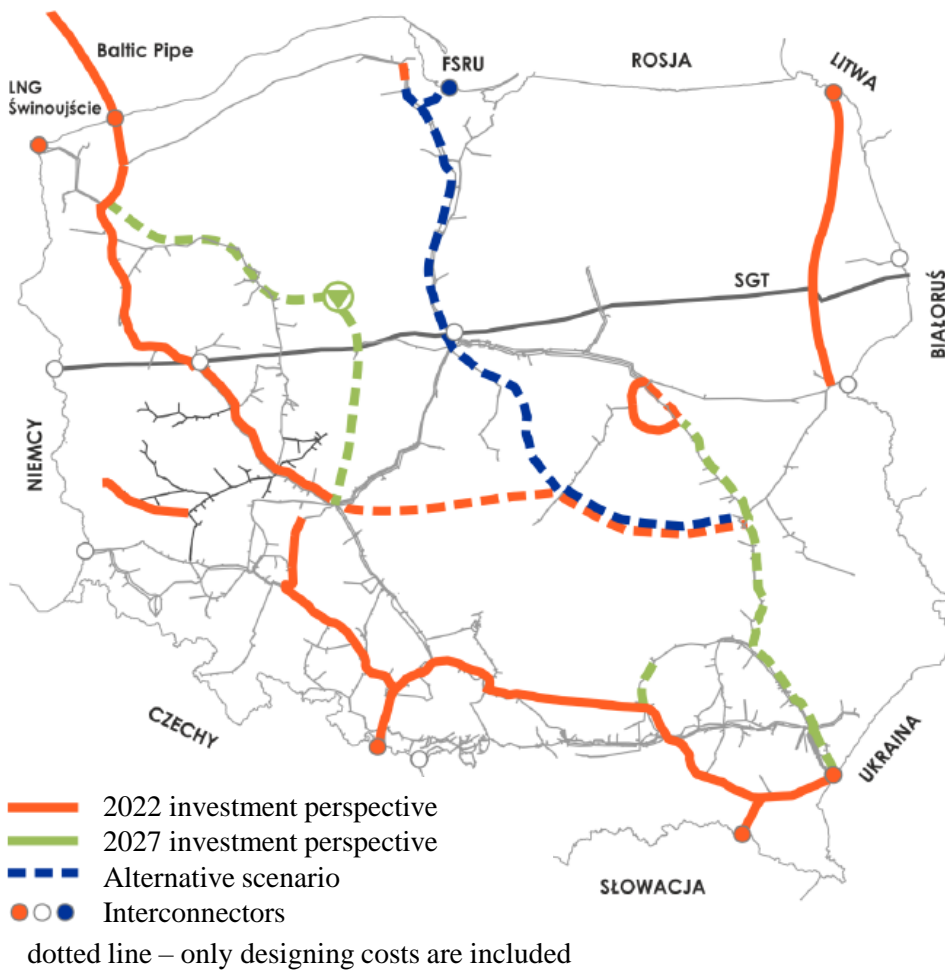 Baltic Pipe
FSRU
ROSJA
LITWA
LNG
Świnoujście
SGT
BIAŁORUŚ
NIEMCY
CZECHY
UKRAINA
SŁOWACJA
2022 investment perspective
2027 investment perspective
Alternative scenario
Interconnectors
dotted line – only designing costs are included